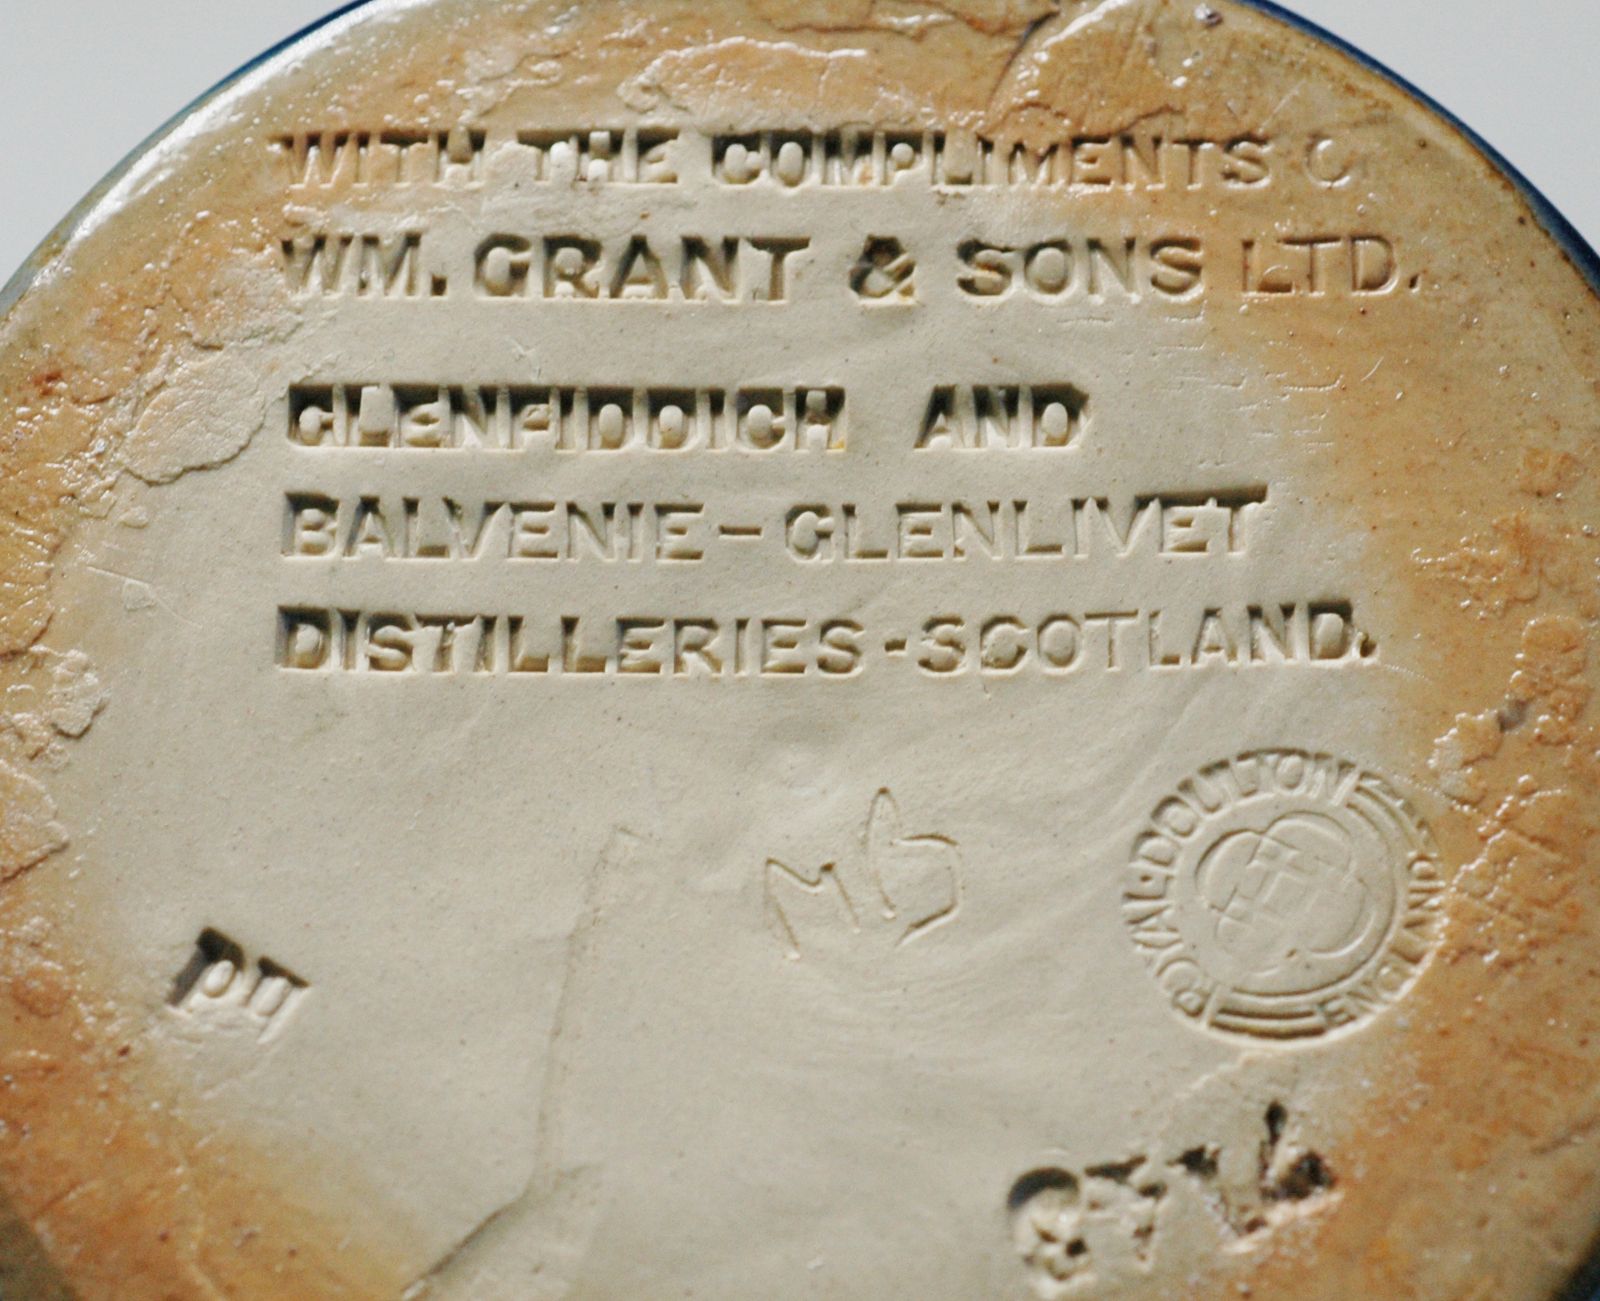 WITH THE COMPLIMENTS O
WM. GRANT & SONS LTD.
GLENFIDDICH AND
BALVENIE-GLENLIVET
DISTILLERIES-SCOTLAND.
MB
ROYAL·DOULTON
ENGLAND